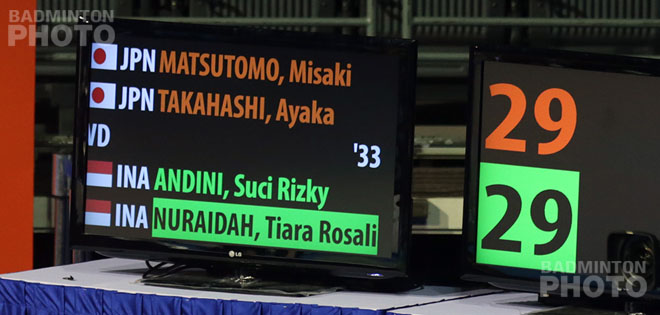 BADMINTON
PHOTO
JPN MATSUTOMO, Misaki
JPN TAKAHASHI, Ayaka
WD
'33
INA ANDINI, Suci Rizky
INA NURAIDAH, Tiara Rosali
LG
29
29
BADMINTON
PHOTO